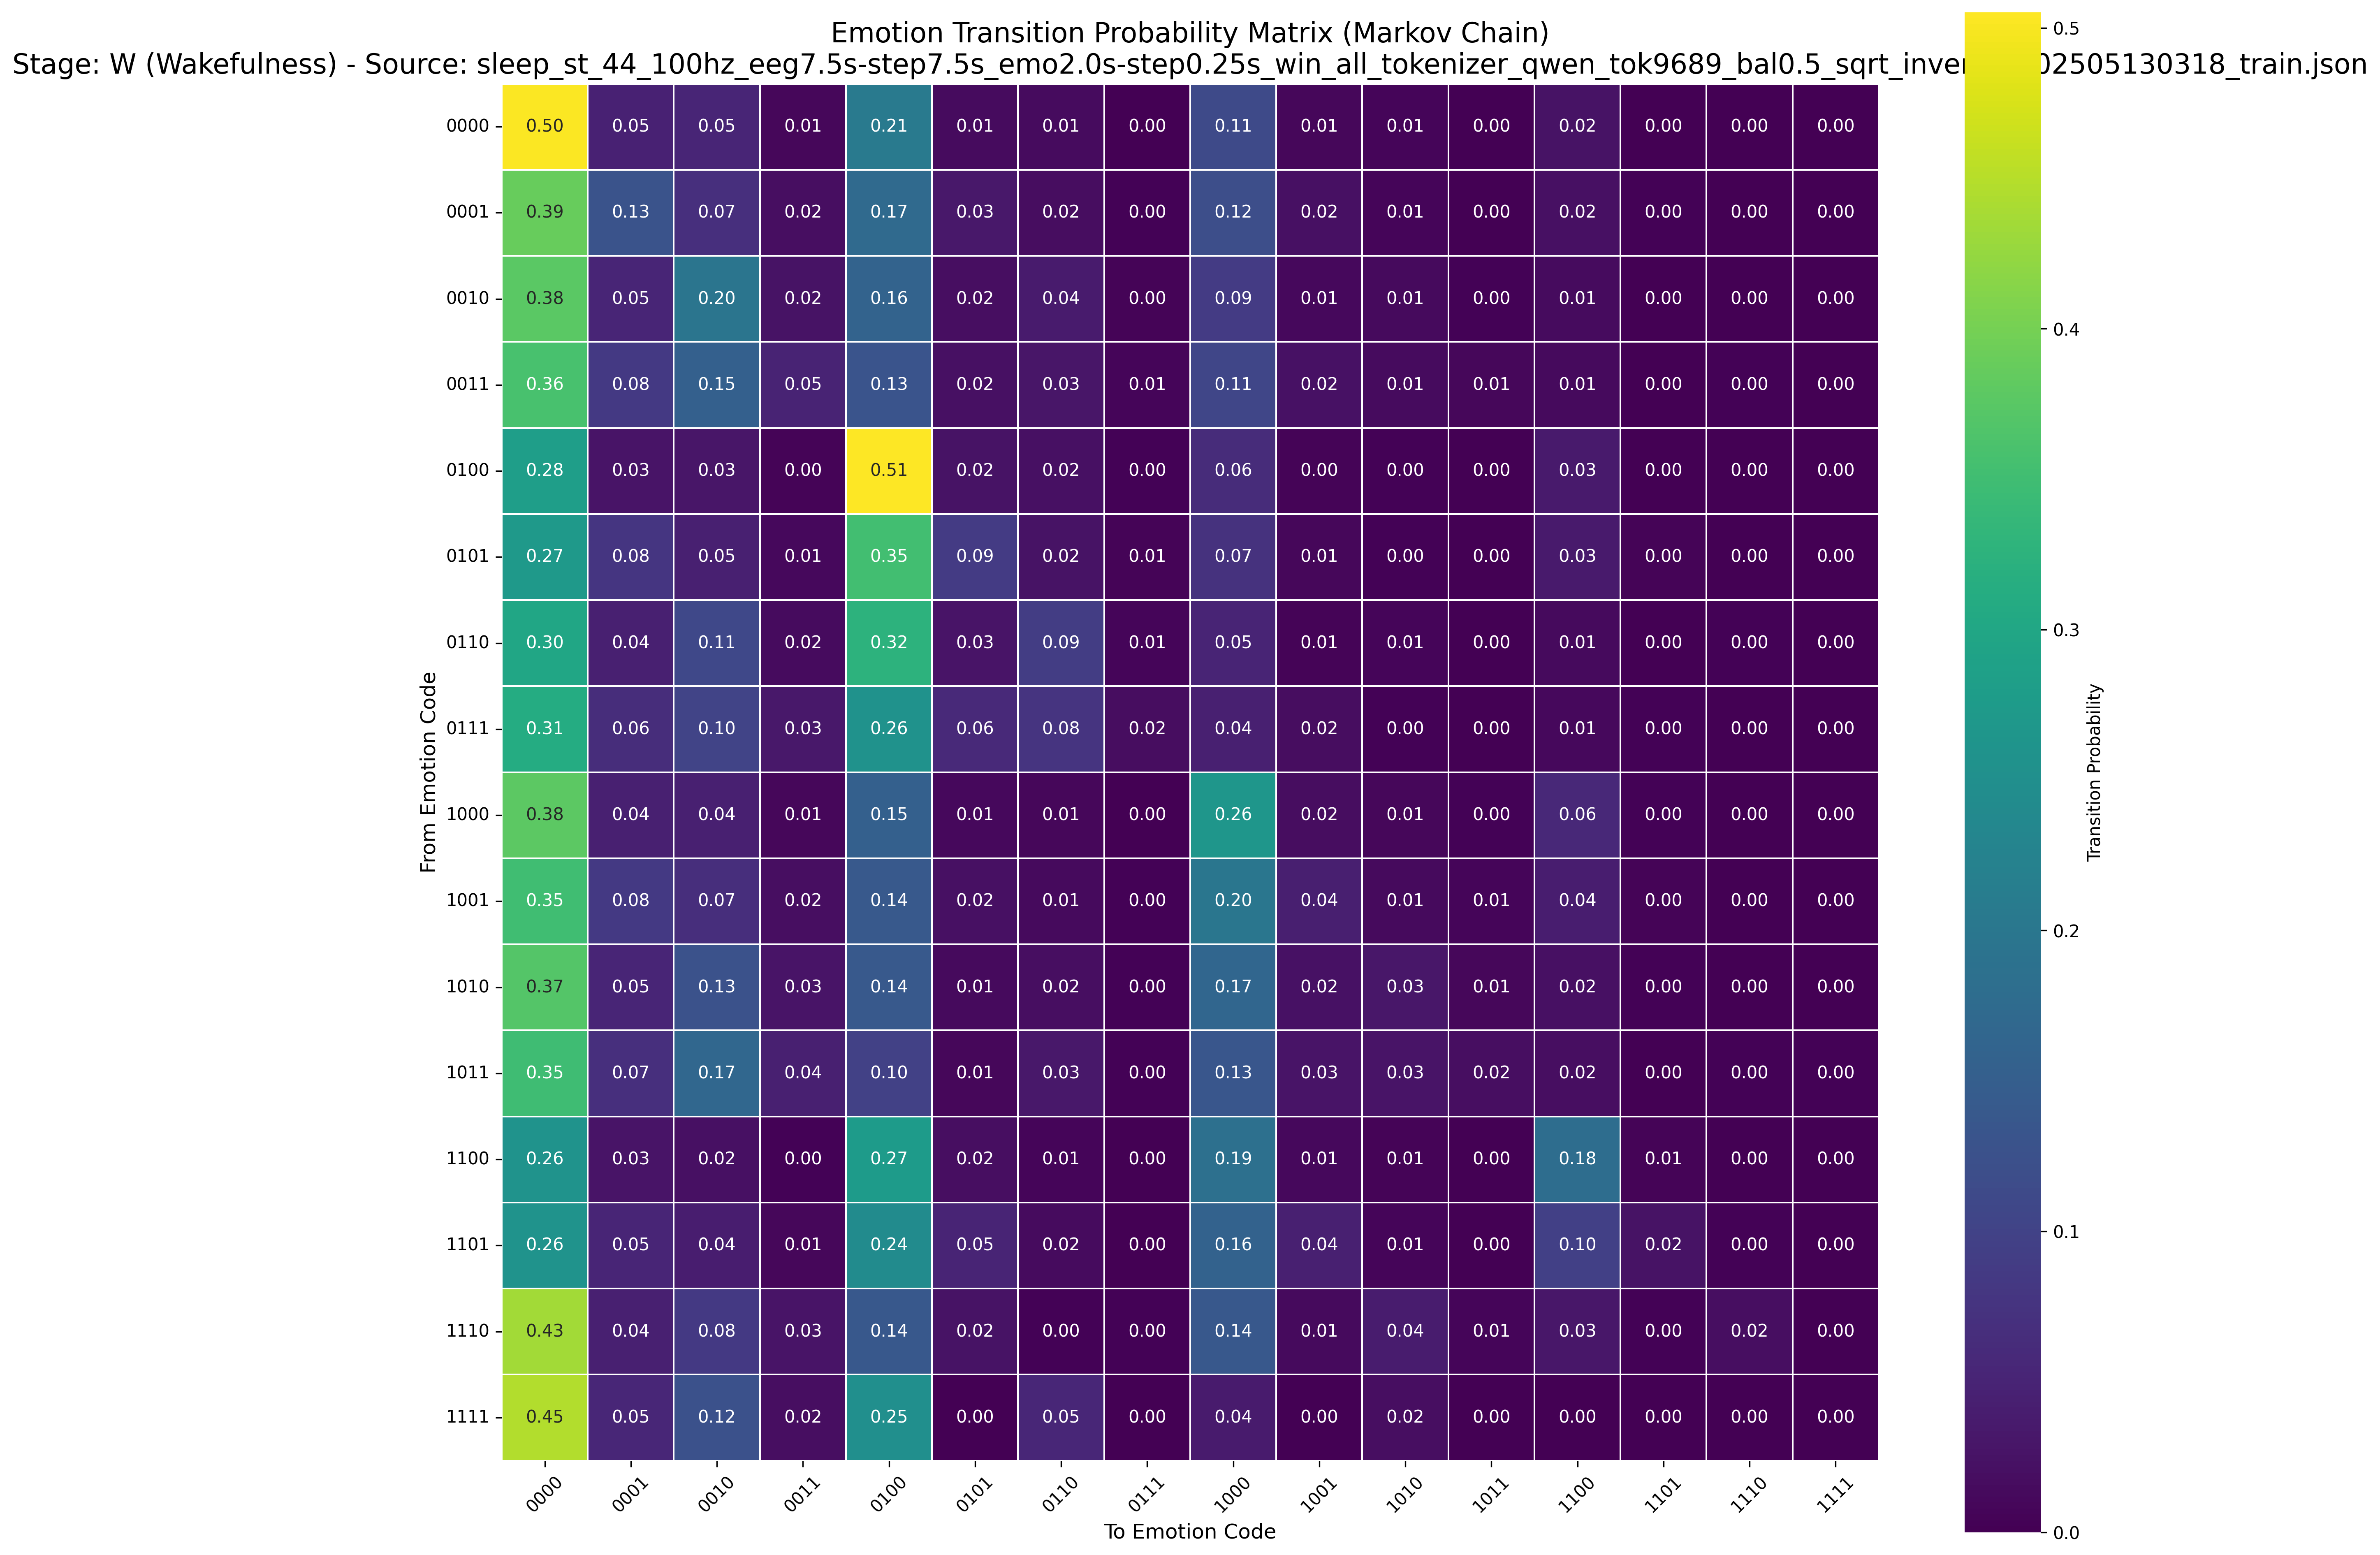 Emotion Transition Probability Matrix (Markov Chain)
Stage: W (Wakefulness) - Source: sleep_st_44_100hz_eeg7.5s-step7.5s_emo2.0s-step0.25s_win_all_tokenizer_qwen_tok9689_bal0.5_sqrt_inver 02505130318_train.json
0000 0.50 0.05 0.05 0.01 0.21 0.01 0.01 0.00 0.11 0.01 0.01 0.00 0.02 0.00 0.00 0.00
0001 0.39 0.13 0.07 0.02 0.17 0.03 0.02 0.00 0.12 0.02 0.01 0.00 0.02 0.00 0.00 0.00
0010 0.38 0.05 0.20 0.02 0.16 0.02 0.04 0.00 0.09 0.01 0.01 0.00 0.01 0.00 0.00 0.00
0011 0.36 0.08 0.15 0.05 0.13 0.02 0.03 0.01 0.11 0.02 0.01 0.01 0.01 0.00 0.00 0.00
0100 0.28 0.03 0.03 0.00 0.51 0.02 0.02 0.00 0.06 0.00 0.00 0.00 0.03 0.00 0.00 0.00
0101 0.27 0.08 0.05 0.01 0.35 0.09 0.02 0.01 0.07 0.01 0.00 0.00 0.03 0.00 0.00 0.00
0110 0.30 0.04 0.11 0.02 0.32 0.03 0.09 0.01 0.05 0.01 0.01 0.00 0.01 0.00 0.00 0.00
0111 0.31 0.06 0.10 0.03 0.26 0.06 0.08 0.02 0.04 0.02 0.00 0.00 0.01 0.00 0.00 0.00
1000 0.38 0.04 0.04 0.01 0.15 0.01 0.01 0.00 0.26 0.02 0.01 0.00 0.06 0.00 0.00 0.00
1001 0.35 0.08 0.07 0.02 0.14 0.02 0.01 0.00 0.20 0.04 0.01 0.01 0.04 0.00 0.00 0.00
1010 0.37 0.05 0.13 0.03 0.14 0.01 0.02 0.00 0.17 0.02 0.03 0.01 0.02 0.00 0.00 0.00
1011 0.35 0.07 0.17 0.04 0.10 0.01 0.03 0.00 0.13 0.03 0.03 0.02 0.02 0.00 0.00 0.00
1100 0.26 0.03 0.02 0.00 0.27 0.02 0.01 0.00 0.19 0.01 0.01 0.00 0.18 0.01 0.00 0.00
1101 0.26 0.05 0.04 0.01 0.24 0.05 0.02 0.00 0.16 0.04 0.01 0.00 0.10 0.02 0.00 0.00
1110 0.43 0.04 0.08 0.03 0.14 0.02 0.00 0.00 0.14 0.01 0.04 0.01 0.03 0.00 0.02 0.00
1111 0.45 0.05 0.12 0.02 0.25 0.00 0.05 0.00 0.04 0.00 0.02 0.00 0.00 0.00 0.00 0.00
0000 0001 0010 0011 0100 0101 0110 0111 1000 1001 1010 1011 1100 1101 1110 1111
To Emotion Code
From Emotion Code
0.5
0.4
0.3
0.2
0.1
0.0
Transition Probability